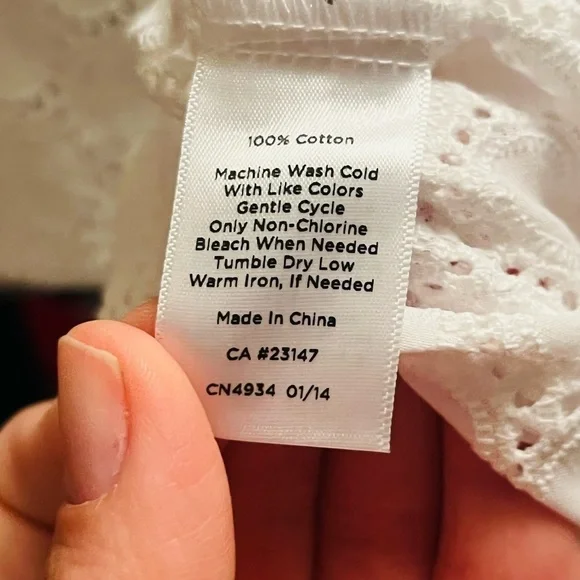 100% Cotton
Machine Wash Cold
With Like Colors
Gentle Cycle
Only Non-Chlorine
Bleach When Needed
Tumble Dry Low
Warm Iron, If Needed
Made In China
CA #23147
CN4934 01/14